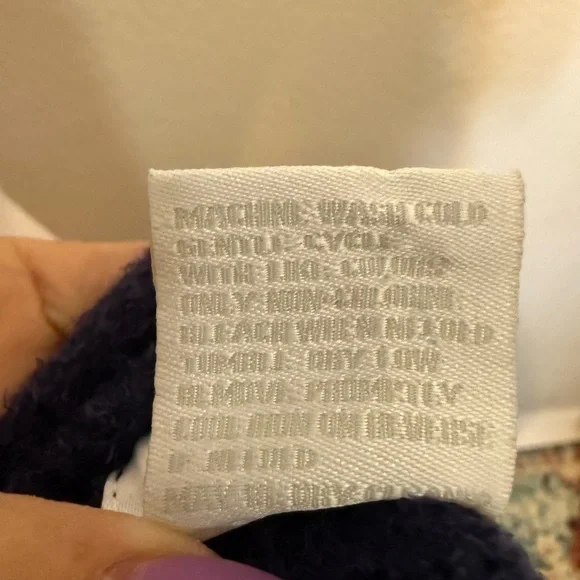 MACHINE WASH COLD
GENTLE CYCLE
WITH LIKE COLORS
ONLY NON-CHLORINE
BLEACH WHEN NEEDED
TUMBLE DRY LOW
REMOVE PROMPTLY
COOL IRON ON REVERSE
IF NEEDED
MAY BE DRY-CLEANED